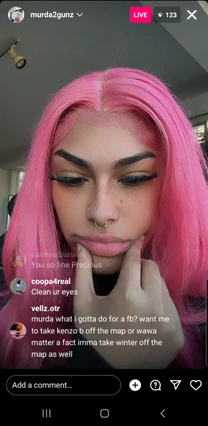 murda2gunz
LIVE
123
You so fine Precious
coopa4real
Clean ur eyes
vellz.otr
murda what i gotta do for a fb? want me
to take kenzo b off the map or wawa
matter a fact imma take winter off the
map as well
Add a comment...